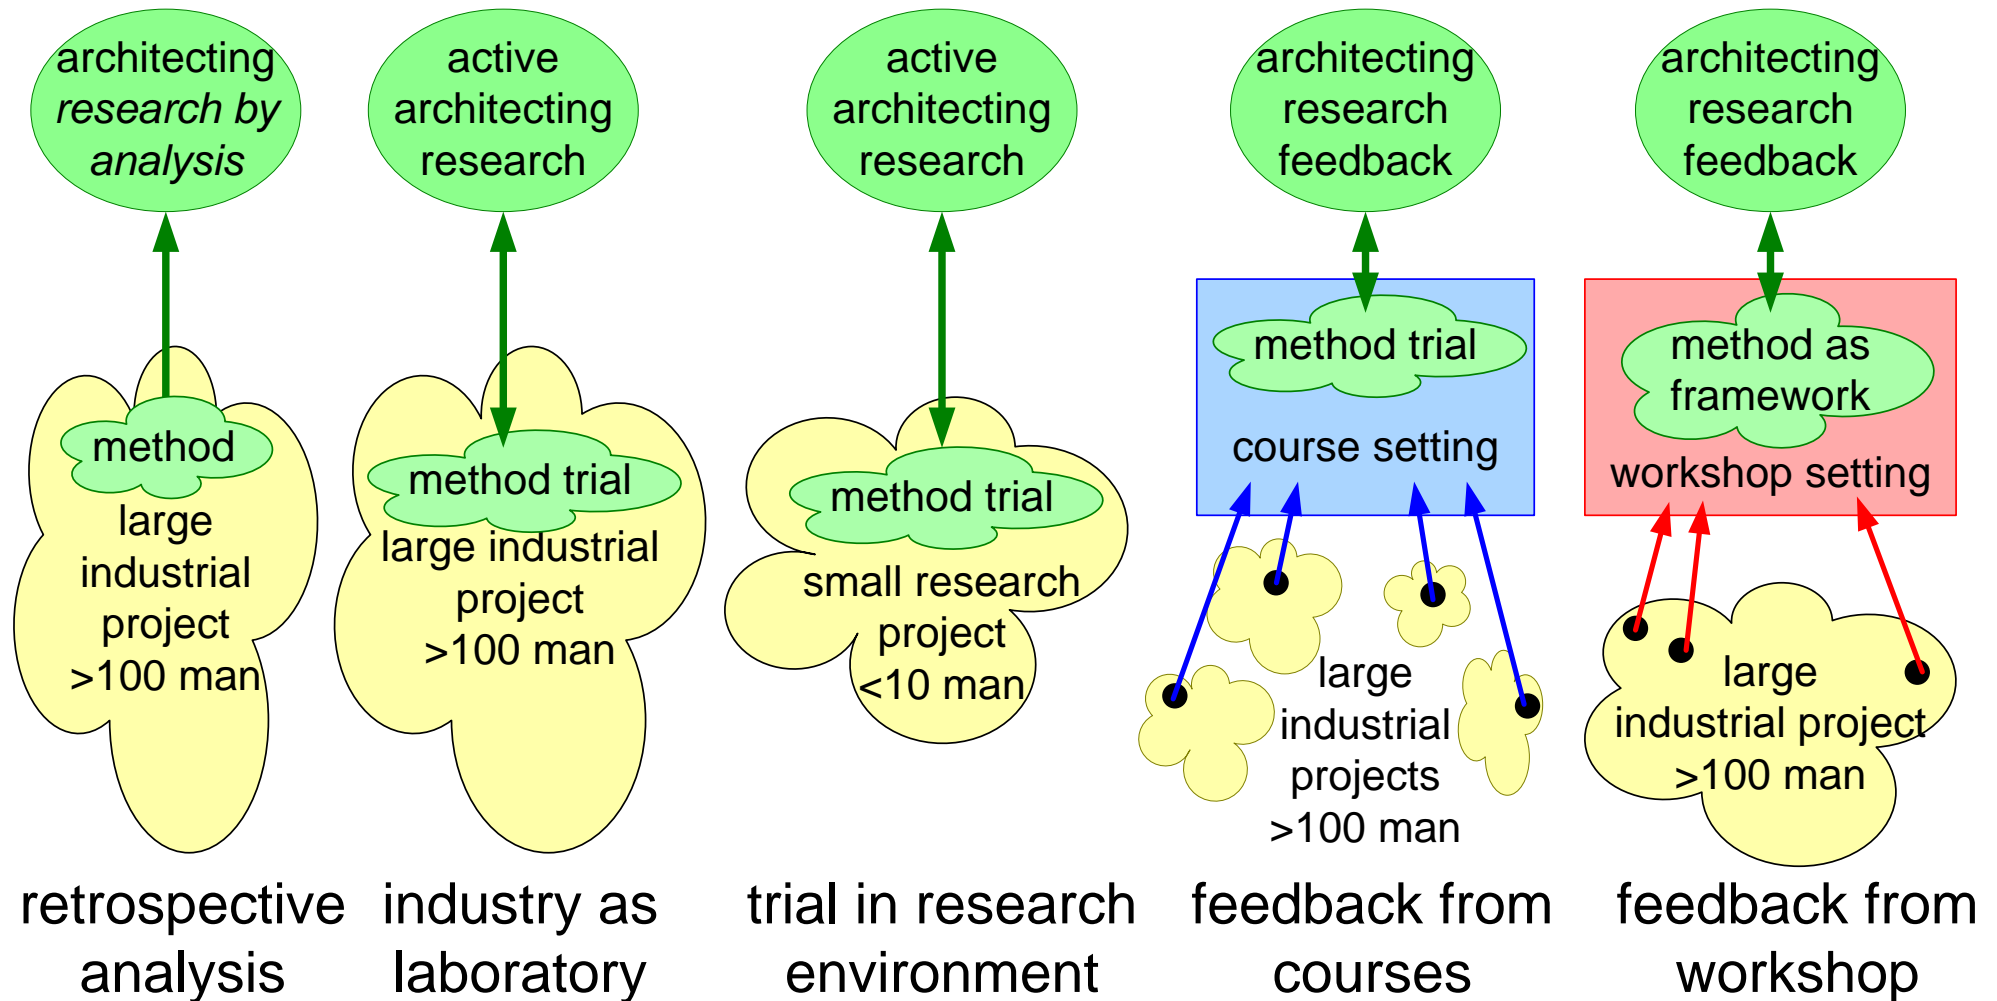 architecting
research by
analysis
method
large
industrial
project
>100 man
retrospective
analysis
active
architecting
research
method trial
large industrial
project
>100 man
industry as
laboratory
active
architecting
research
method trial
small research
project
<10 man
trial in research
environment
architecting
research
feedback
method trial
course setting
large
industrial
projects
>100 man
feedback from
courses
architecting
research
feedback
method as
framework
workshop setting
large
industrial project
>100 man
feedback from
workshop